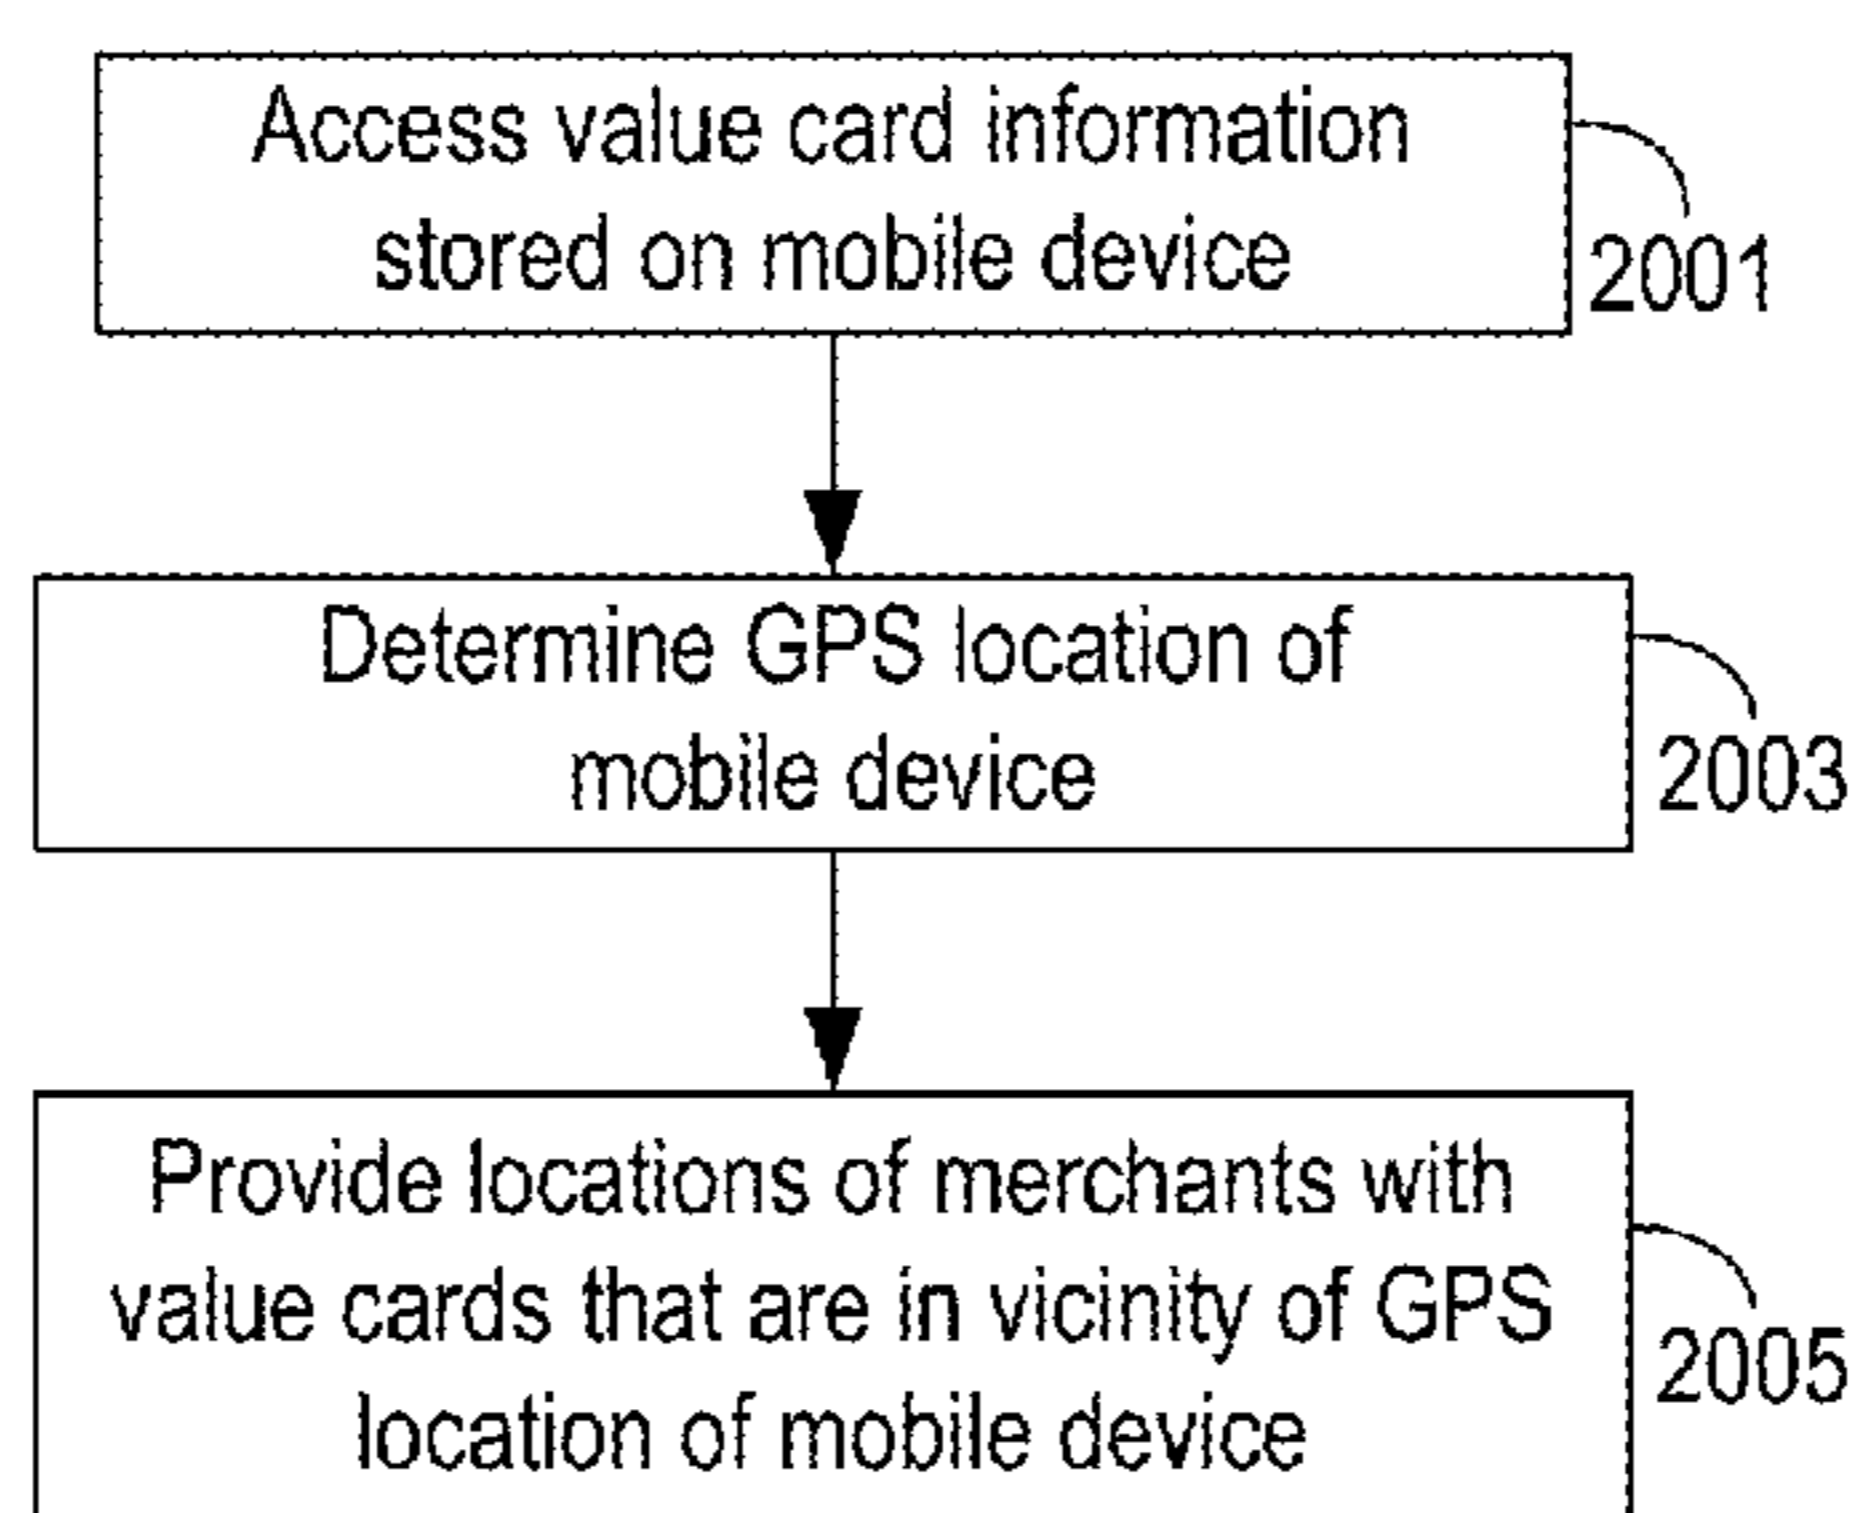 Access value card information
stored on mobile device
2001
Determine GPS location of
mobile device
2003
Provide locations of merchants with
value cards that are in vicinity of GPS
location of mobile device
2005